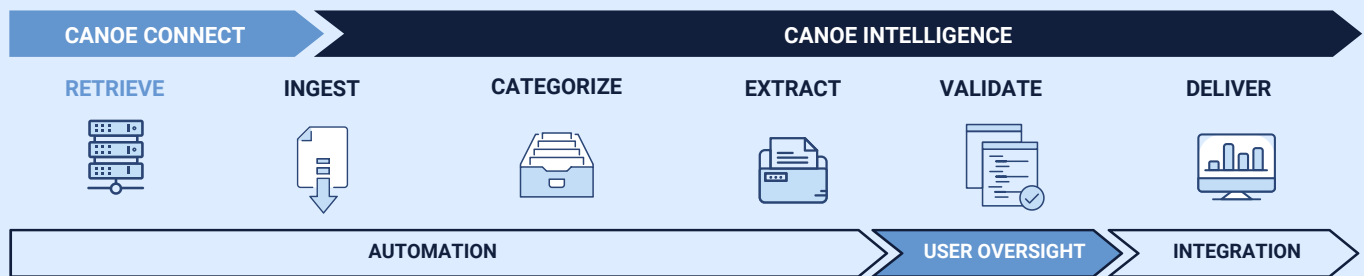 CANOE CONNECT
CANOE INTELLIGENCE
RETRIEVE
INGEST
CATEGORIZE
EXTRACT
VALIDATE
DELIVER
AUTOMATION
USER OVERSIGHT
INTEGRATION